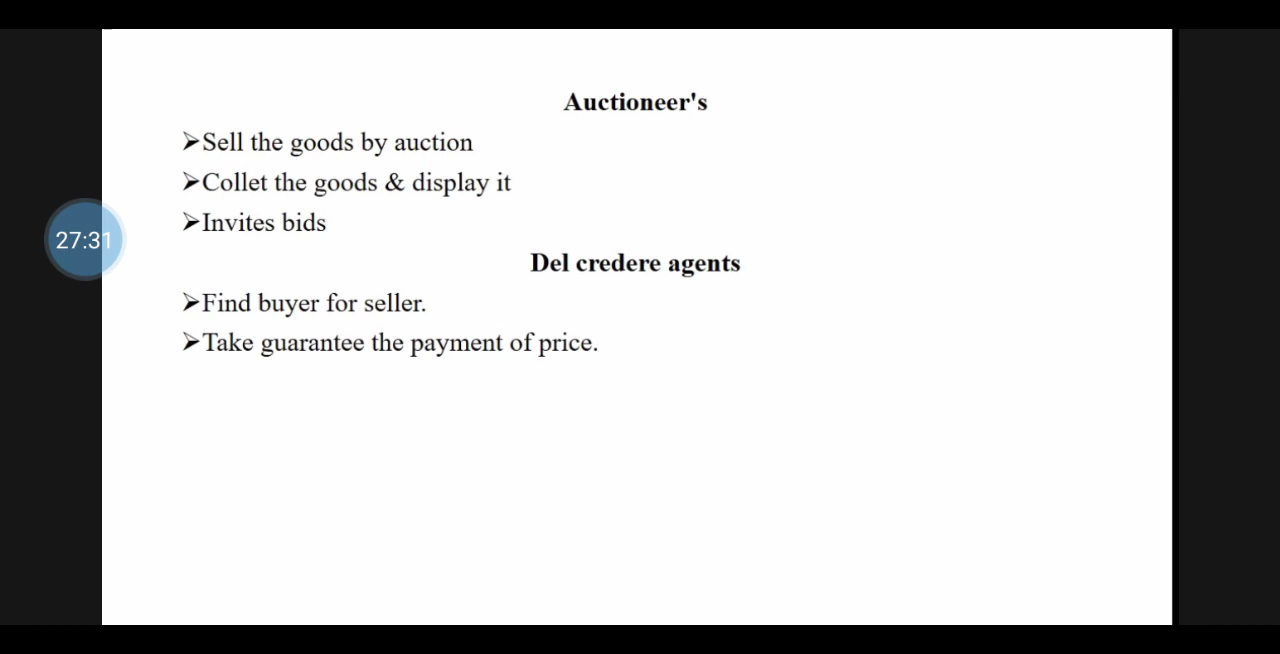 Auctioneer's
➢Sell the goods by auction
➢Collet the goods & display it
27:31
➢Invites bids
Del credere agents
➢Find buyer for seller.
➢Take guarantee the payment of price.